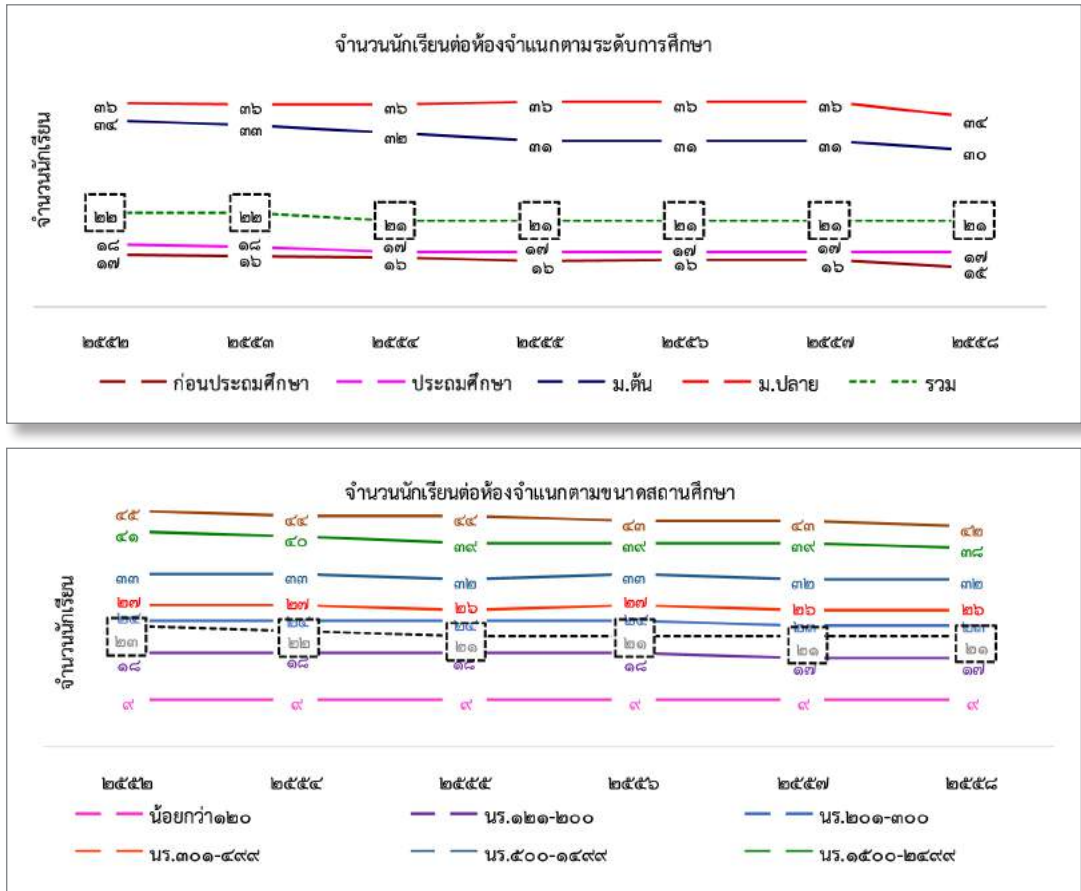 จำนวนนักเรียนต่อห้องจำแนกตามระดับการศึกษา
จำนวนนักเรียน
๓๖ ๓๖ ๓๖ ๓๖ ๓๖ ๓๖ ๓๔
๓๔ ๓๓ ๓๒ ๓๑ ๓๑ ๓๑ ๓๐
๒๒ ๒๒ ๒๑ ๒๑ ๒๑ ๒๑ ๒๑
๑๘ ๑๘ ๑๗ ๑๗ ๑๗ ๑๗ ๑๗
๑๗ ๑๖ ๑๖ ๑๖ ๑๖ ๑๖ ๑๕
๒๕๕๒ ๒๕๕๓ ๒๕๕๔ ๒๕๕๕ ๒๕๕๖ ๒๕๕๗ ๒๕๕๘
ก่อนประถมศึกษา ประถมศึกษา ม.ต้น ม.ปลาย รวม
จำนวนนักเรียนต่อห้องจำแนกตามขนาดสถานศึกษา
จำนวนนักเรียน
๔๕ ๔๔ ๔๔ ๔๓ ๔๓ ๔๒
๔๑ ๔๐ ๓๙ ๓๙ ๓๙ ๓๘
๓๓ ๓๓ ๓๒ ๓๓ ๓๒ ๓๒
๒๗ ๒๗ ๒๖ ๒๗ ๒๖ ๒๖
๒๔ ๒๔ ๒๔ ๒๔ ๒๓ ๒๓
๒๓ ๒๒ ๒๑ ๒๑ ๒๑ ๒๑
๑๘ ๑๘ ๑๘ ๑๘ ๑๗ ๑๗
๙ ๙ ๙ ๙ ๙ ๙
๒๕๕๒ ๒๕๕๔ ๒๕๕๕ ๒๕๕๖ ๒๕๕๗ ๒๕๕๘
น้อยกว่า๑๒๐ นร.๑๒๑-๒๐๐ นร.๒๐๑-๓๐๐
นร.๓๐๑-๔๙๙ นร.๕๐๐-๑๔๙๙ นร.๑๕๐๐-๒๔๙๙